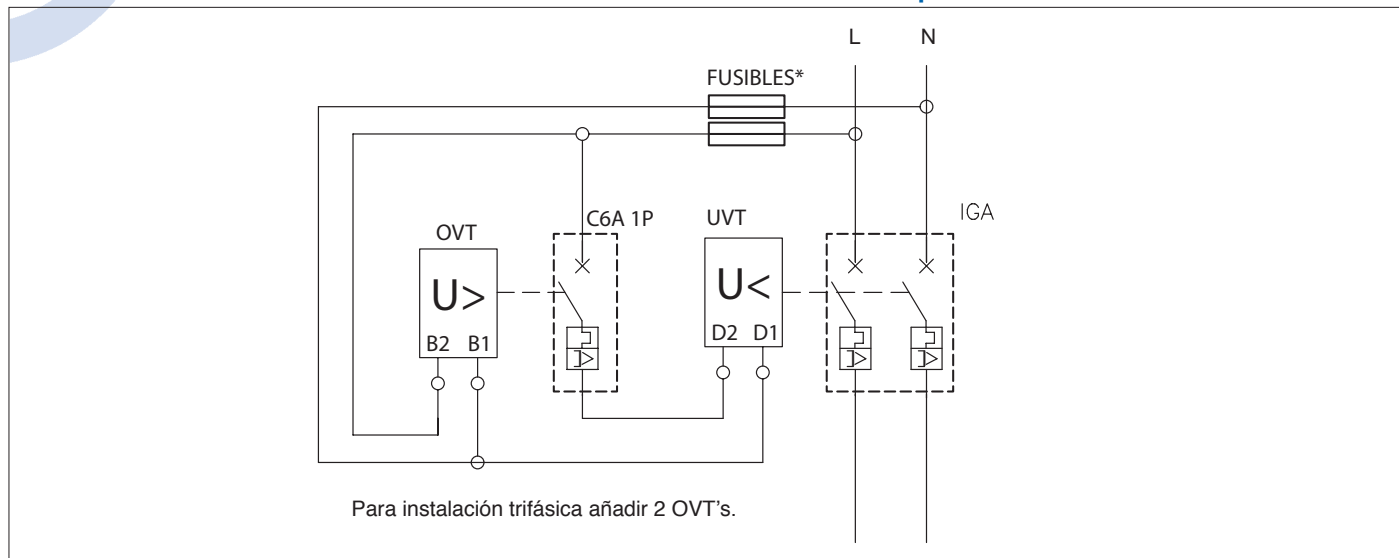 L N
FUSIBLES*
C6A 1P UVT IGA
OVT
U> U<
B2 B1 D2 D1
Para instalación trifásica añadir 2 OVT's.